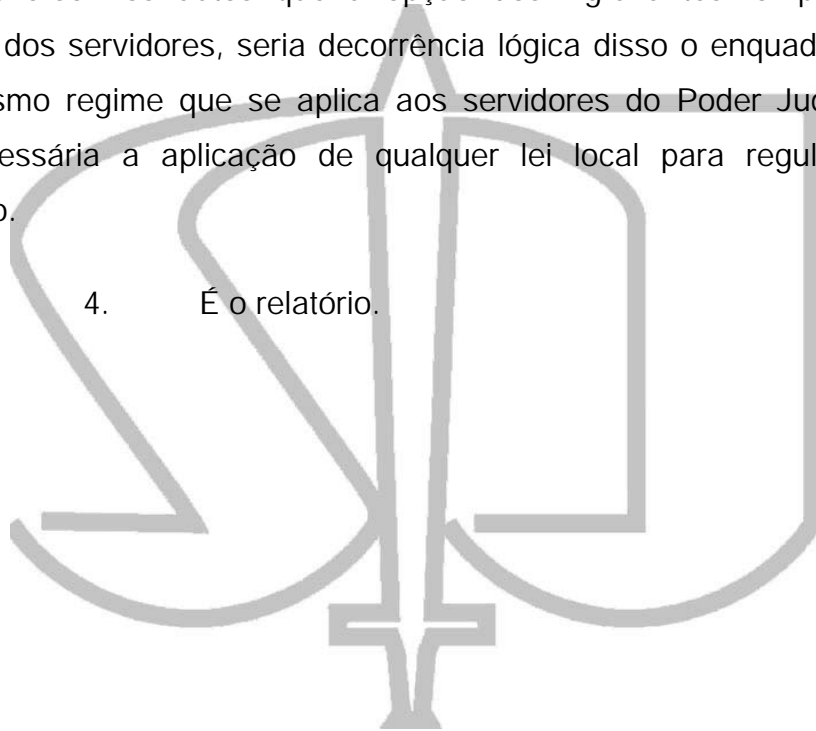 dos servidores, seria decorrência lógica disso o enquad
smo regime que se aplica aos servidores do Poder Jud
essária a aplicação de qualquer lei local para regul
o.
4. É o relatório.